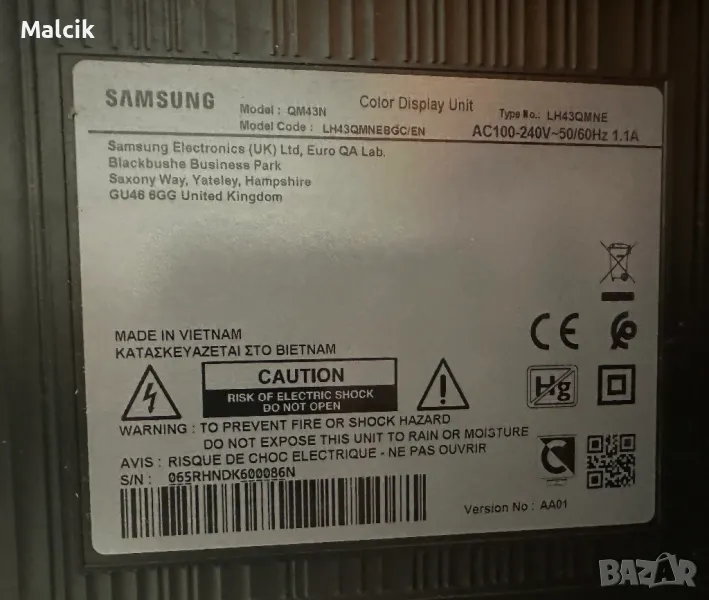 Malcik
SAMSUNG
Model : QM43N
Color Display Unit
Type No.: LH43QMNE
Model Code : LH43QMNEBGC/EN
AC100-240V~50/60Hz 1.1A
Samsung Electronics (UK) Ltd, Euro QA Lab.
Blackbushe Business Park
Saxony Way, Yateley, Hampshire
GU46 6GG United Kingdom
MADE IN VIETNAM
ΚΑΤΑΣΚΕΥΑΖΕΤΑΙ ΣΤΟ ΒΙΕΤΝΑΜ
CE
CAUTION
RISK OF ELECTRIC SHOCK
DO NOT OPEN
Hg
WARNING : TO PREVENT FIRE OR SHOCK HAZARD
DO NOT EXPOSE THIS UNIT TO RAIN OR MOISTURE
AVIS : RISQUE DE CHOC ELECTRIQUE - NE PAS OUVRIR
S/N : 065RHNDK600086N
Version No : AA01
BAZAR